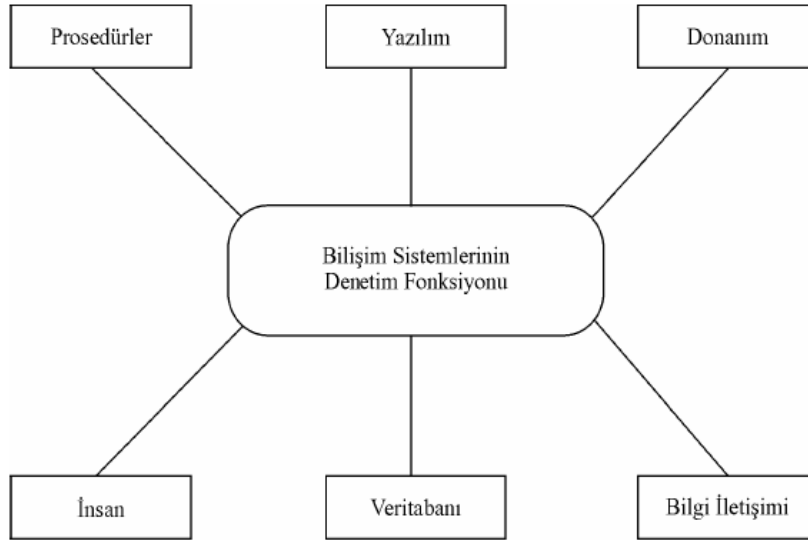 Prosedürler
Yazılım
Donanım
Bilişim Sistemlerinin
Denetim Fonksiyonu
İnsan
Veritabanı
Bilgi İletişimi